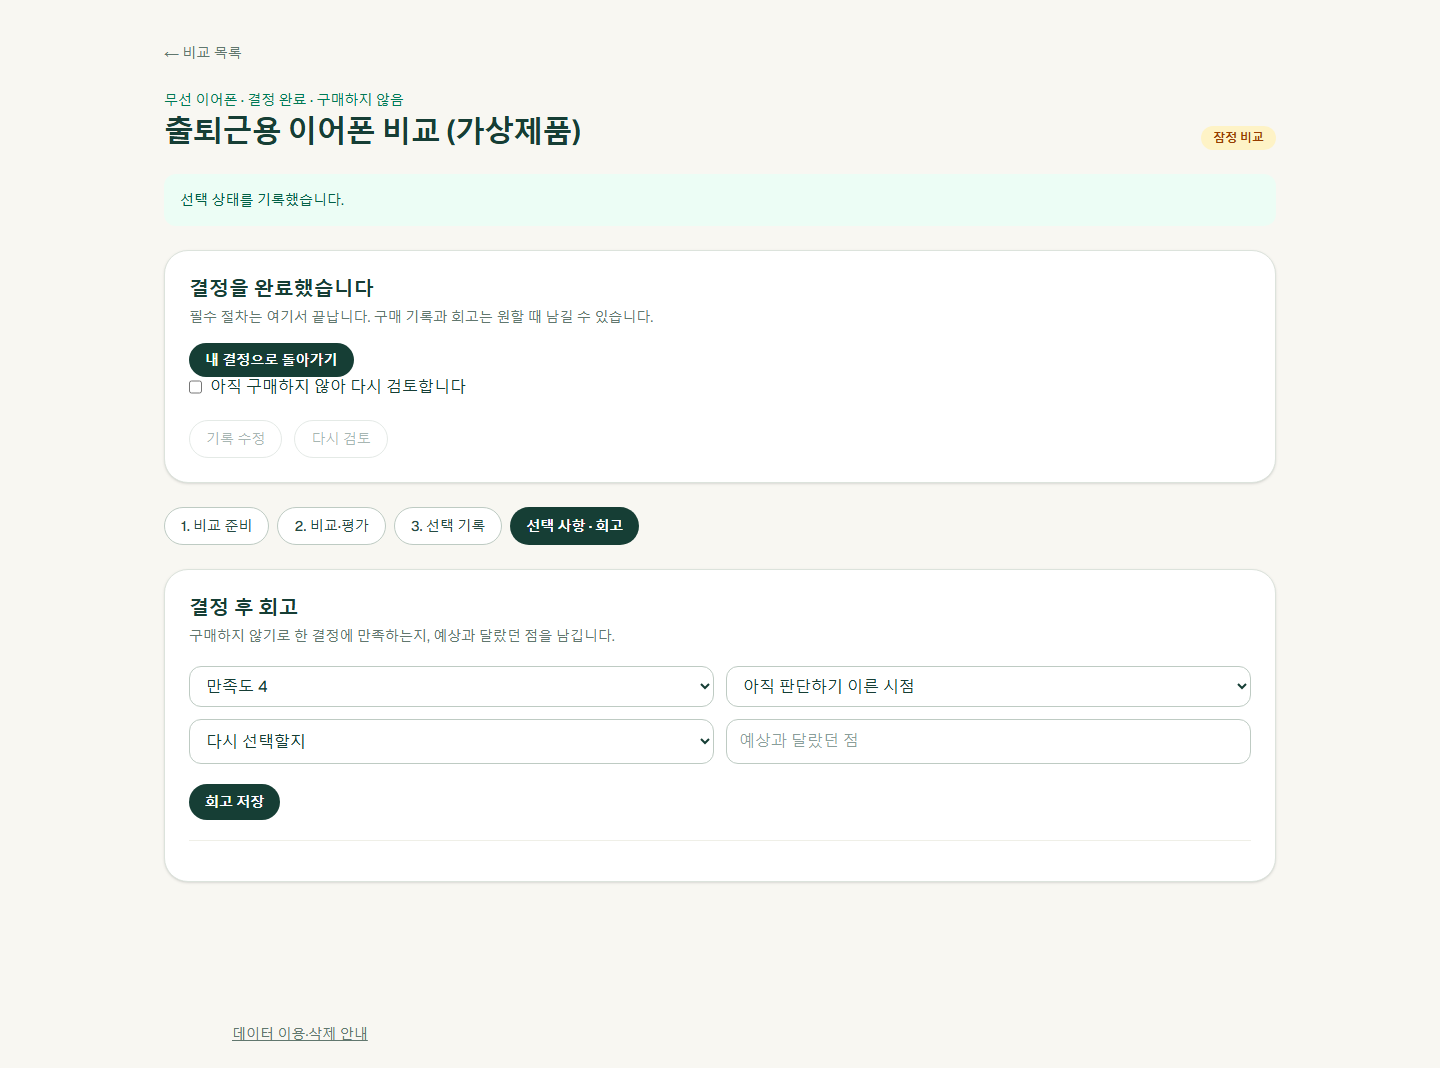 ← 비교 목록
무선 이어폰 · 결정 완료 · 구매하지 않음
출퇴근용 이어폰 비교 (가상제품)
잠정 비교
선택 상태를 기록했습니다.
결정을 완료했습니다
필수 절차는 여기서 끝납니다. 구매 기록과 회고는 원할 때 남길 수 있습니다.
내 결정으로 돌아가기
아직 구매하지 않아 다시 검토합니다
기록 수정 다시 검토
1. 비교 준비 2. 비교·평가 3. 선택 기록 선택 사항 · 회고
결정 후 회고
구매하지 않기로 한 결정에 만족하는지, 예상과 달랐던 점을 남깁니다.
만족도 4 아직 판단하기 이른 시점
다시 선택할지 예상과 달랐던 점
회고 저장
데이터 이용·삭제 안내